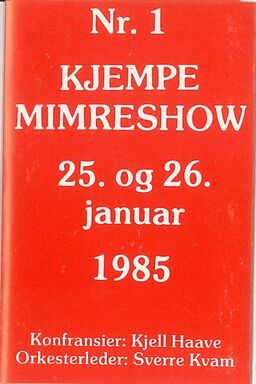 Nr. 1
KJEMPE
MIMRESHOW
25. og 26.
januar
1985
Konfransier: Kjell Haave
Orkesterleder: Sverre Kvam